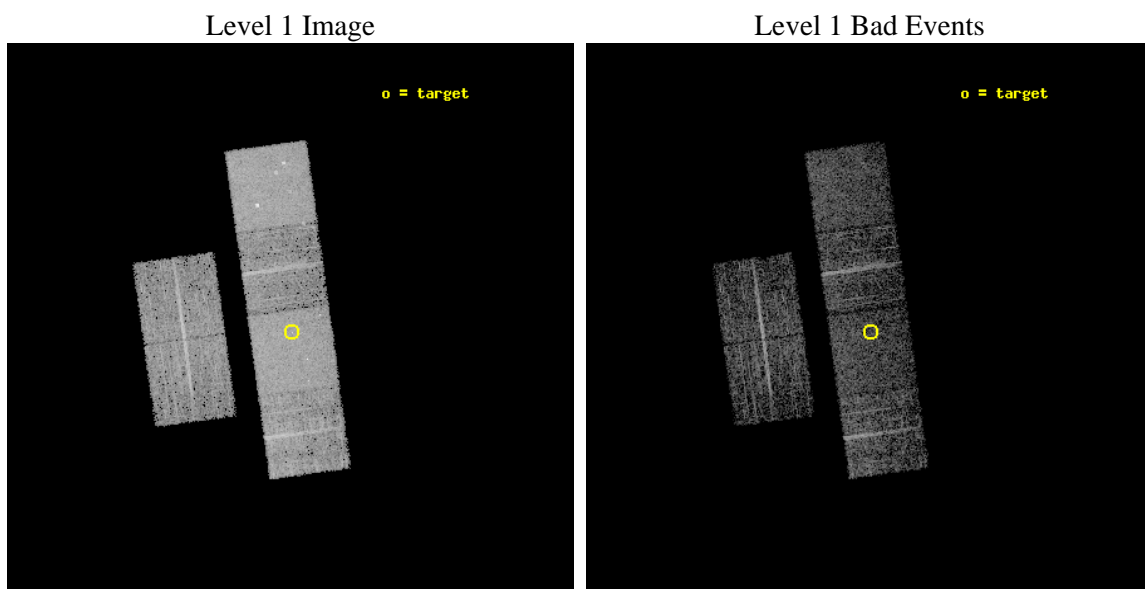 Level 1 Image
Level 1 Bad Events
o = target
o = target